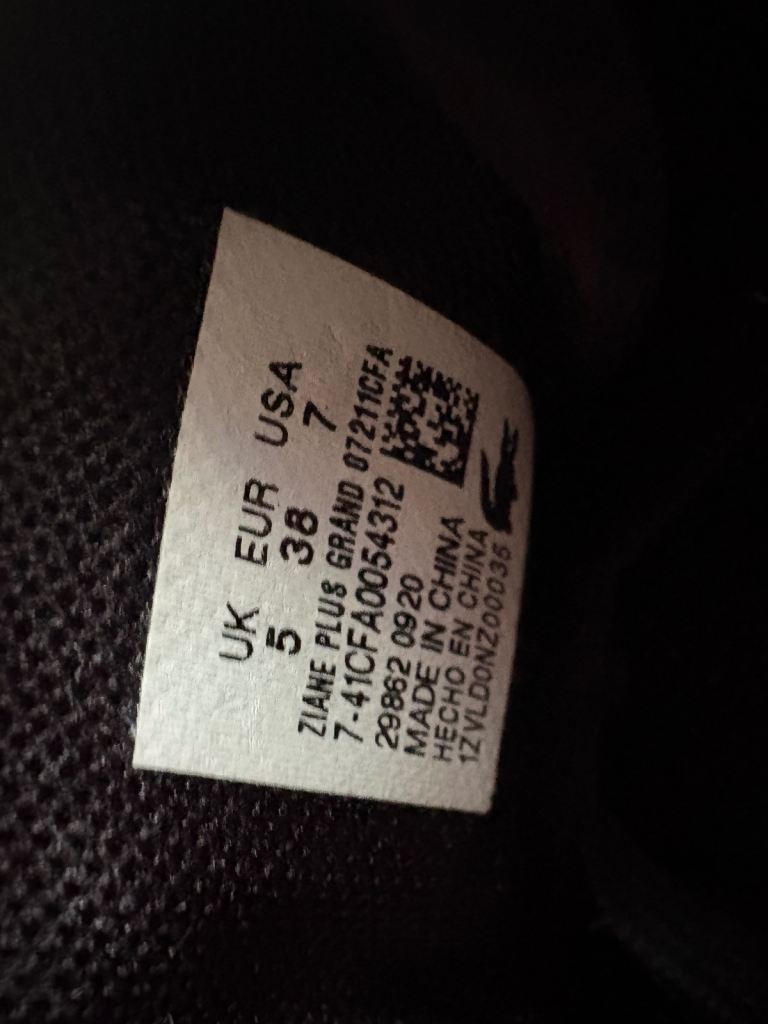 UK EUR USA
5 38 7
ZIANE PLUS GRAND 07211CFA
7-41CFA0054312
29862 0920
MADE IN CHINA
HECHO EN CHINA
1ZVLDONZ00036